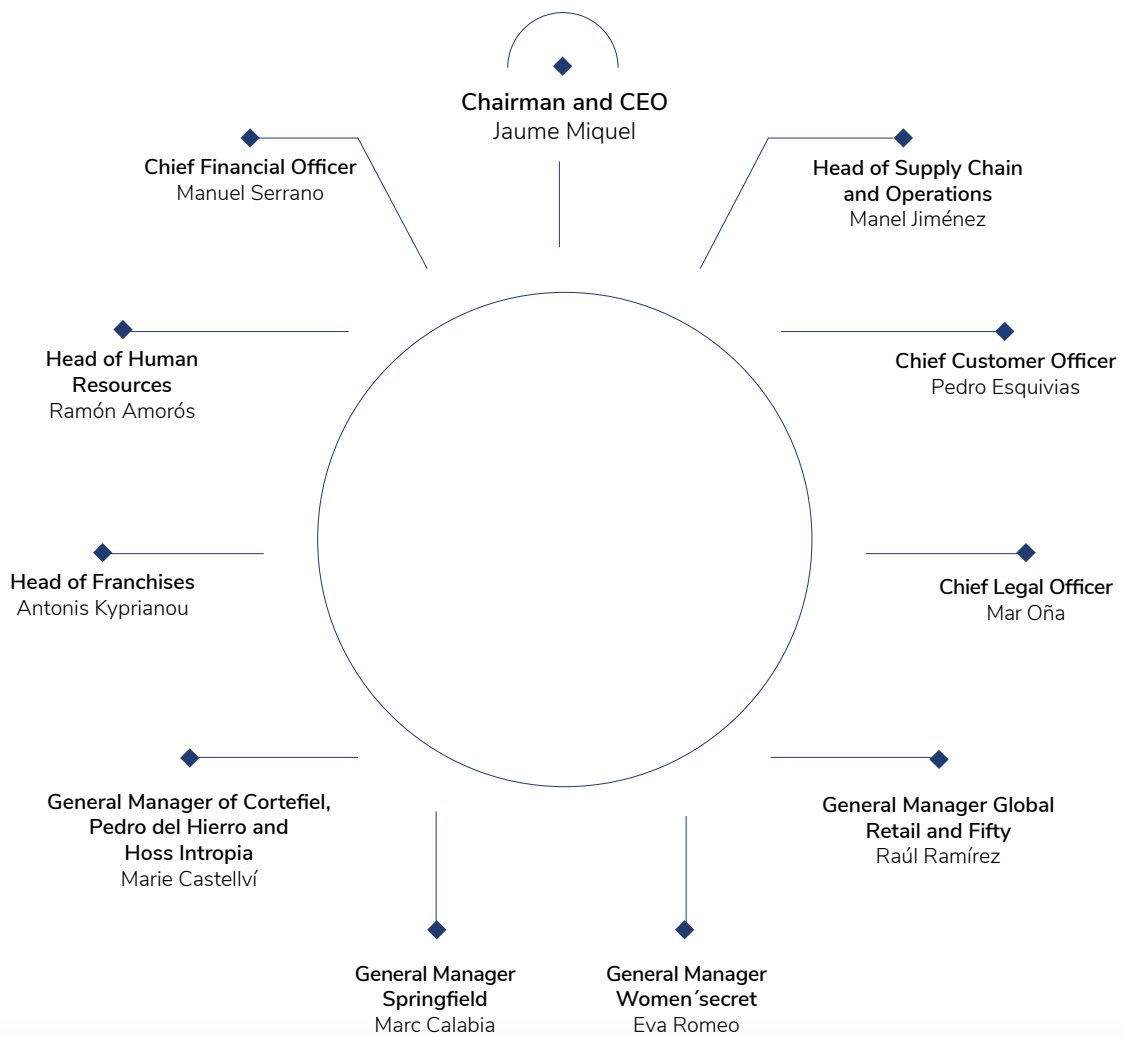 Chairman and CEO
Jaume Miquel
Chief Financial Officer
Manuel Serrano
Head of Supply Chain
and Operations
Manel Jiménez
Head of Human
Resources
Ramón Amorós
Chief Customer Officer
Pedro Esquivias
Head of Franchises
Antonis Kyprianou
Chief Legal Officer
Mar Oña
General Manager of Cortefiel,
Pedro del Hierro and
Hoss Intropia
Marie Castellví
General Manager Global
Retail and Fifty
Raúl Ramírez
General Manager
Springfield
Marc Calabia
General Manager
Women´secret
Eva Romeo